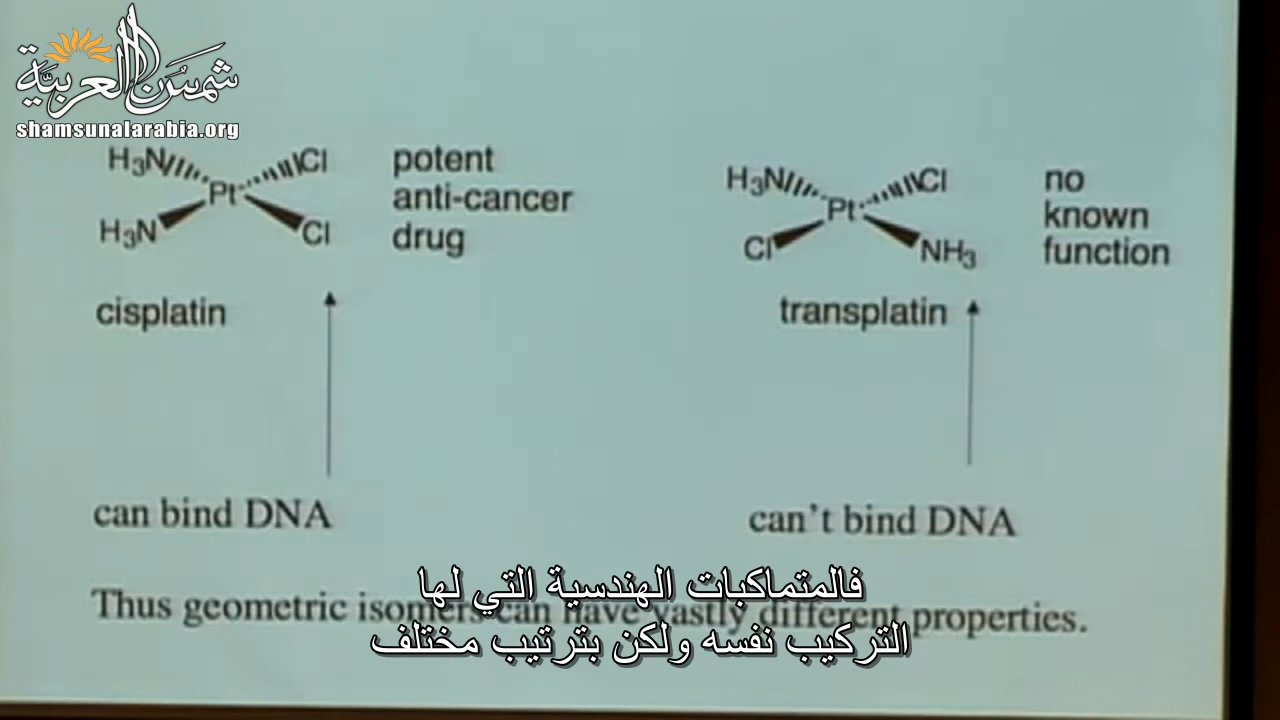 شمس العربية
shamsunalarabia.org
H₃N Cl
Pt
H₃N Cl
potent
anti-cancer
drug
cisplatin
can bind DNA
H₃N Cl
Pt
Cl NH₃
no
known
function
transplatin
can't bind DNA
Thus geometric isomers can have vastly different properties.
فالمتماكبات الهندسية التي لها
التركيب نفسه ولكن بترتيب مختلف